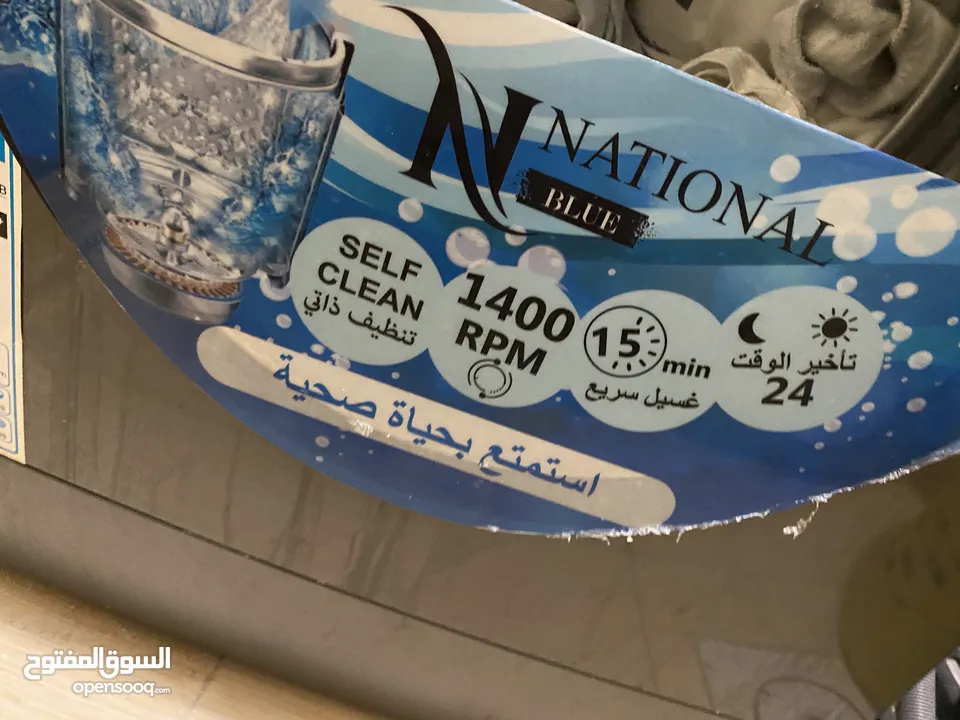 NATIONAL
BLUE
SELF
CLEAN
تنظيف ذاتي
1400
RPM
15 min
غسيل سريع
تأخير الوقت
24
استمتع بحياة صحية
السوق المفتوح
opensooq.com